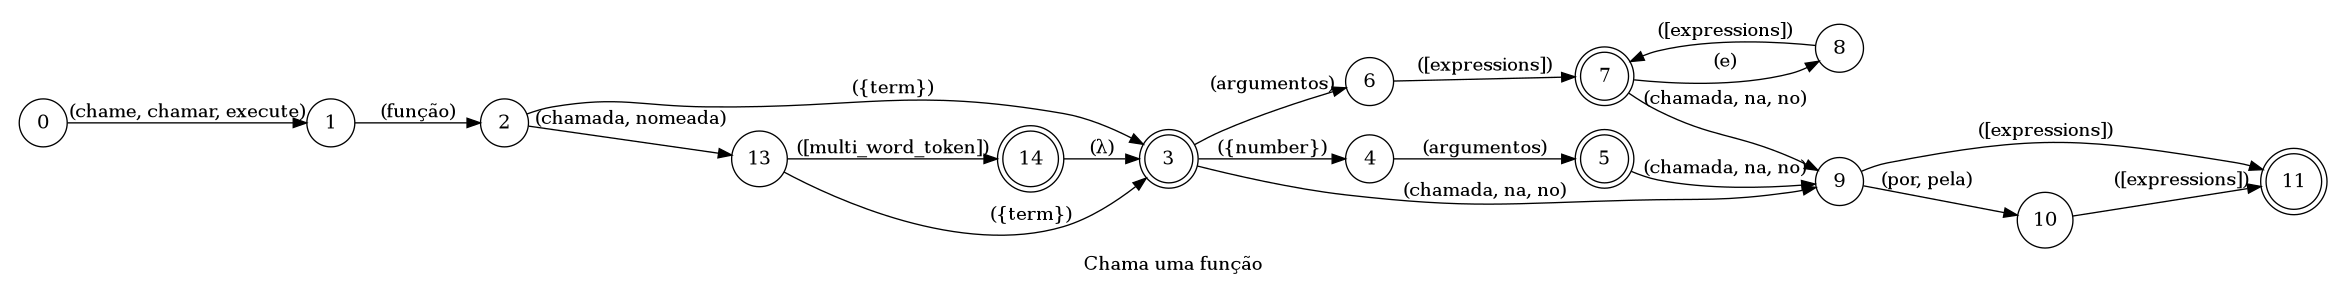 0
(chame, chamar, execute)
1
(função)
2
({term})
(chamada, nomeada)
13
([multi_word_token])
14
(λ)
({term})
3
(argumentos)
6
([expressions])
7
([expressions])
(e)
8
({number})
4
(argumentos)
5
(chamada, na, no)
(chamada, na, no)
(chamada, na, no)
9
([expressions])
(por, pela)
10
([expressions])
11
Chama uma função